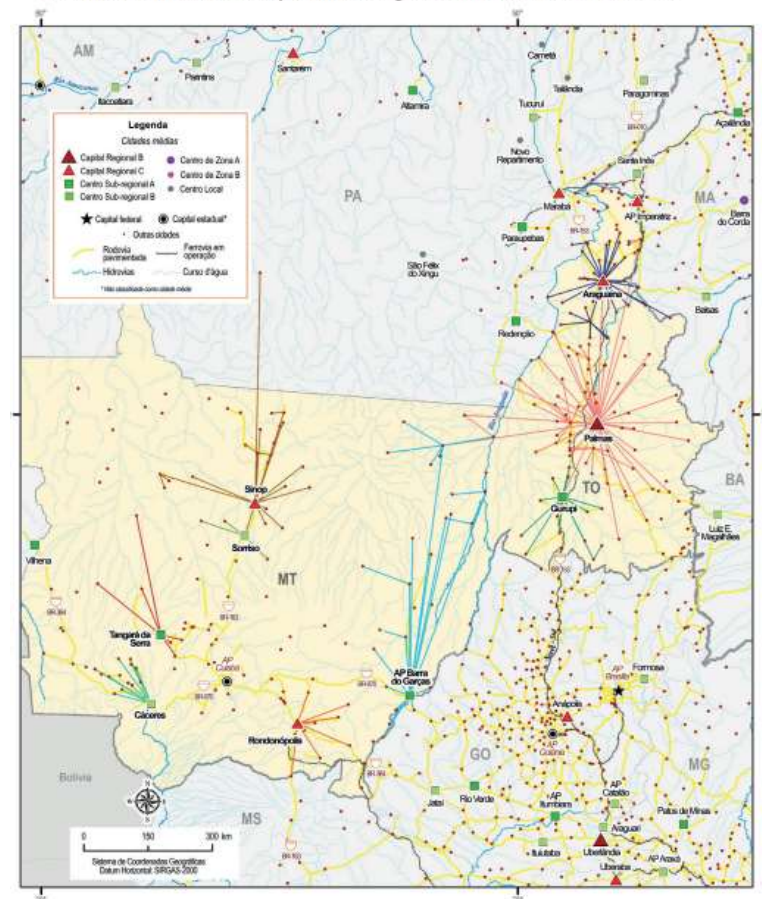 AM
Santarém
Parintins
Itacoatiara
Altamira
Cametá
Tailândia
Tucuruí
Paragominas
Açailândia
Novo
Repartimento
Santa Inês
Legenda
Cidades médias
Capital Regional B
Capital Regional C
Centro Sub-regional A
Centro Sub-regional B
Centro de Zona A
Centro de Zona B
Centro Local
Capital federal
Capital estadual*
Outras cidades
Rodovia
pavimentada
Ferrovia em
operação
Hidrovias
Curso d'água
PA
MA
Marabá
AP Imperatriz
Barra
do Corda
Parauapebas
São Félix
do Xingu
Araguaína
Balsas
Redenção
Palmas
TO
BA
Sinop
Gurupi
Luiz E.
Magalhães
Sorriso
Vilhena
MT
Tangará da
Serra
AP
Cuiabá
AP Barra
do Garças
AP
Brasília
Formosa
Cáceres
Rondonópolis
Anápolis
AP
Goiânia
GO
MG
Bolívia
MS
Jataí
Rio Verde
AP
Itumbiara
AP
Catalão
Patos de Minas
Araguari
Ituiutaba
Uberlândia
AP Araxá
Uberaba
0 150 300 km
Sistema de Coordenadas Geográficas
Datum Horizontal: SIRGAS-2000